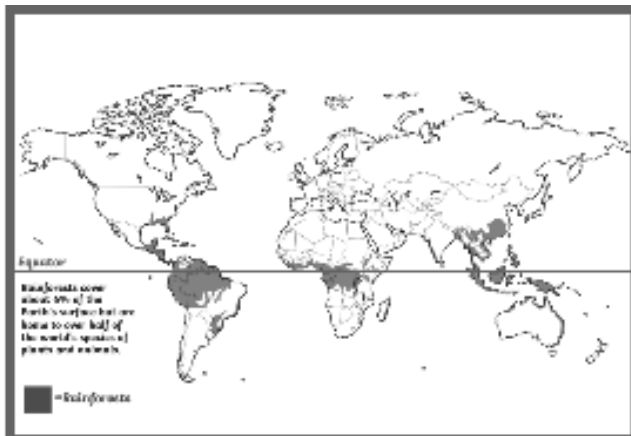 Equator
Rainforests cover
about 6% of the
Earth's surface but are
home to over half of
the world's species of
plants and animals.
=Rainforests